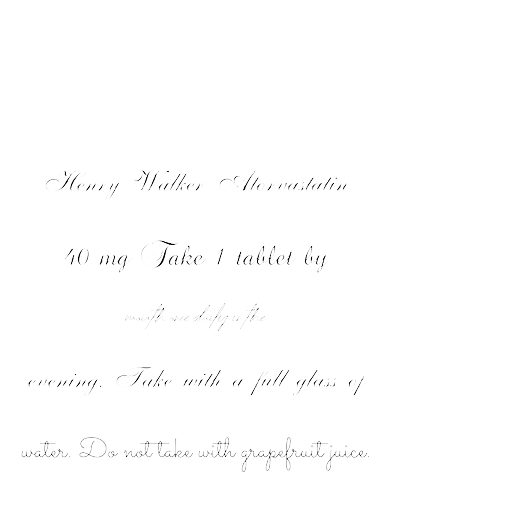 Henry Walker Atorvastatin
40 mg Take 1 tablet by
mouth once daily in the
evening. Take with a full glass of
water. Do not take with grapefruit juice.